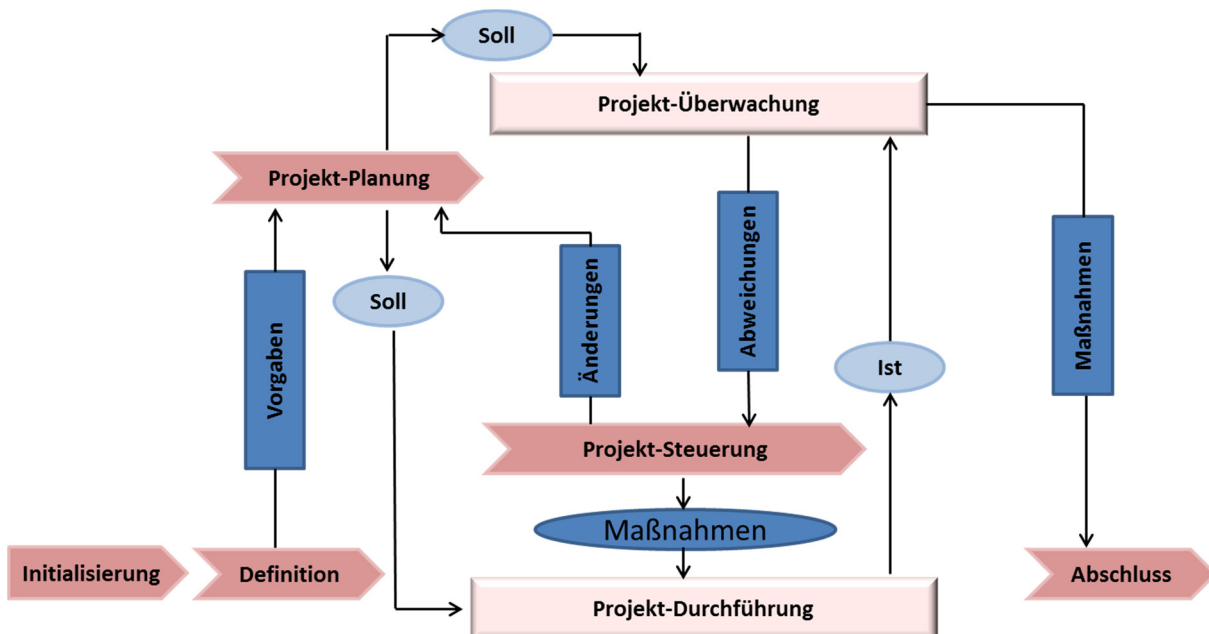 Soll
Projekt-Überwachung
Projekt-Planung
Soll
Vorgaben
Änderungen
Abweichungen
Ist
Maßnahmen
Projekt-Steuerung
Maßnahmen
Initialisierung
Definition
Projekt-Durchführung
Abschluss